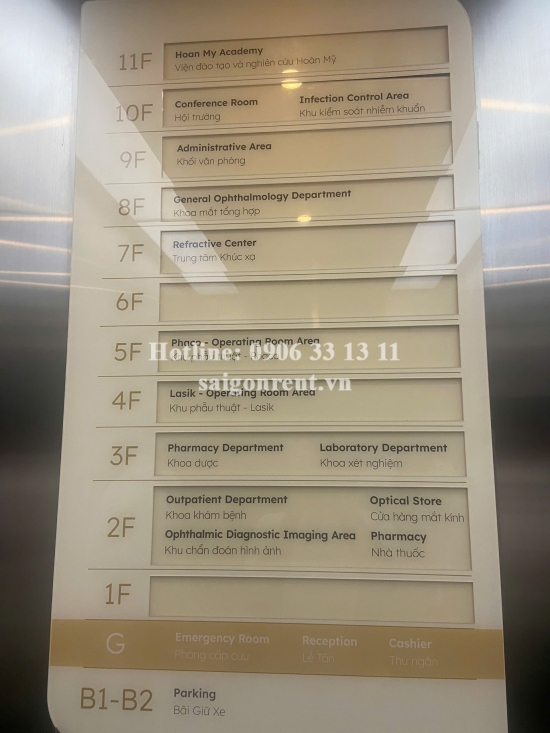 11F
Hoan My Academy
Viện đào tạo và nghiên cứu Hoàn Mỹ
10F
Conference Room
Hội trường
Infection Control Area
Khu kiểm soát nhiễm khuẩn
9F
Administrative Area
Khối văn phòng
8F
General Ophthalmology Department
Khoa mắt tổng hợp
7F
Refractive Center
Trung tâm Khúc xạ
6F
5F
Phaco - Operating Room Area
Hotline: 0906 33 13 11
saigonrent.vn
4F
Lasik - Operating Room Area
Khu phẫu thuật - Lasik
3F
Pharmacy Department
Khoa dược
Laboratory Department
Khoa xét nghiệm
2F
Outpatient Department
Khoa khám bệnh
Optical Store
Cửa hàng mắt kính
Ophthalmic Diagnostic Imaging Area
Khu chẩn đoán hình ảnh
Pharmacy
Nhà thuốc
1F
G
Emergency Room
Phòng cấp cứu
Reception
Lễ Tân
Cashier
Thu ngân
B1-B2
Parking
Bãi Giữ Xe